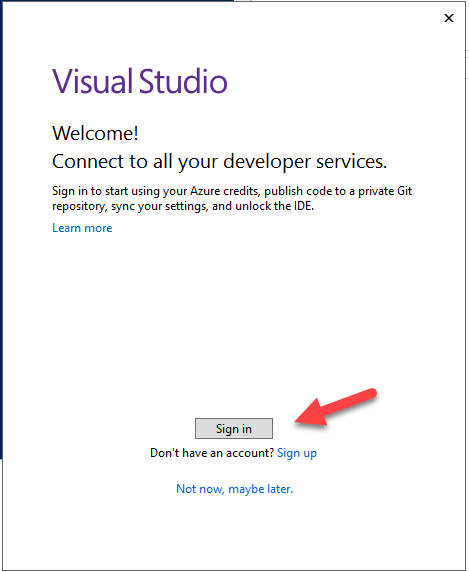 Visual Studio
Welcome!
Connect to all your developer services.
Sign in to start using your Azure credits, publish code to a private Git
repository, sync your settings, and unlock the IDE.
Learn more
Sign in
Don't have an account? Sign up
Not now, maybe later.